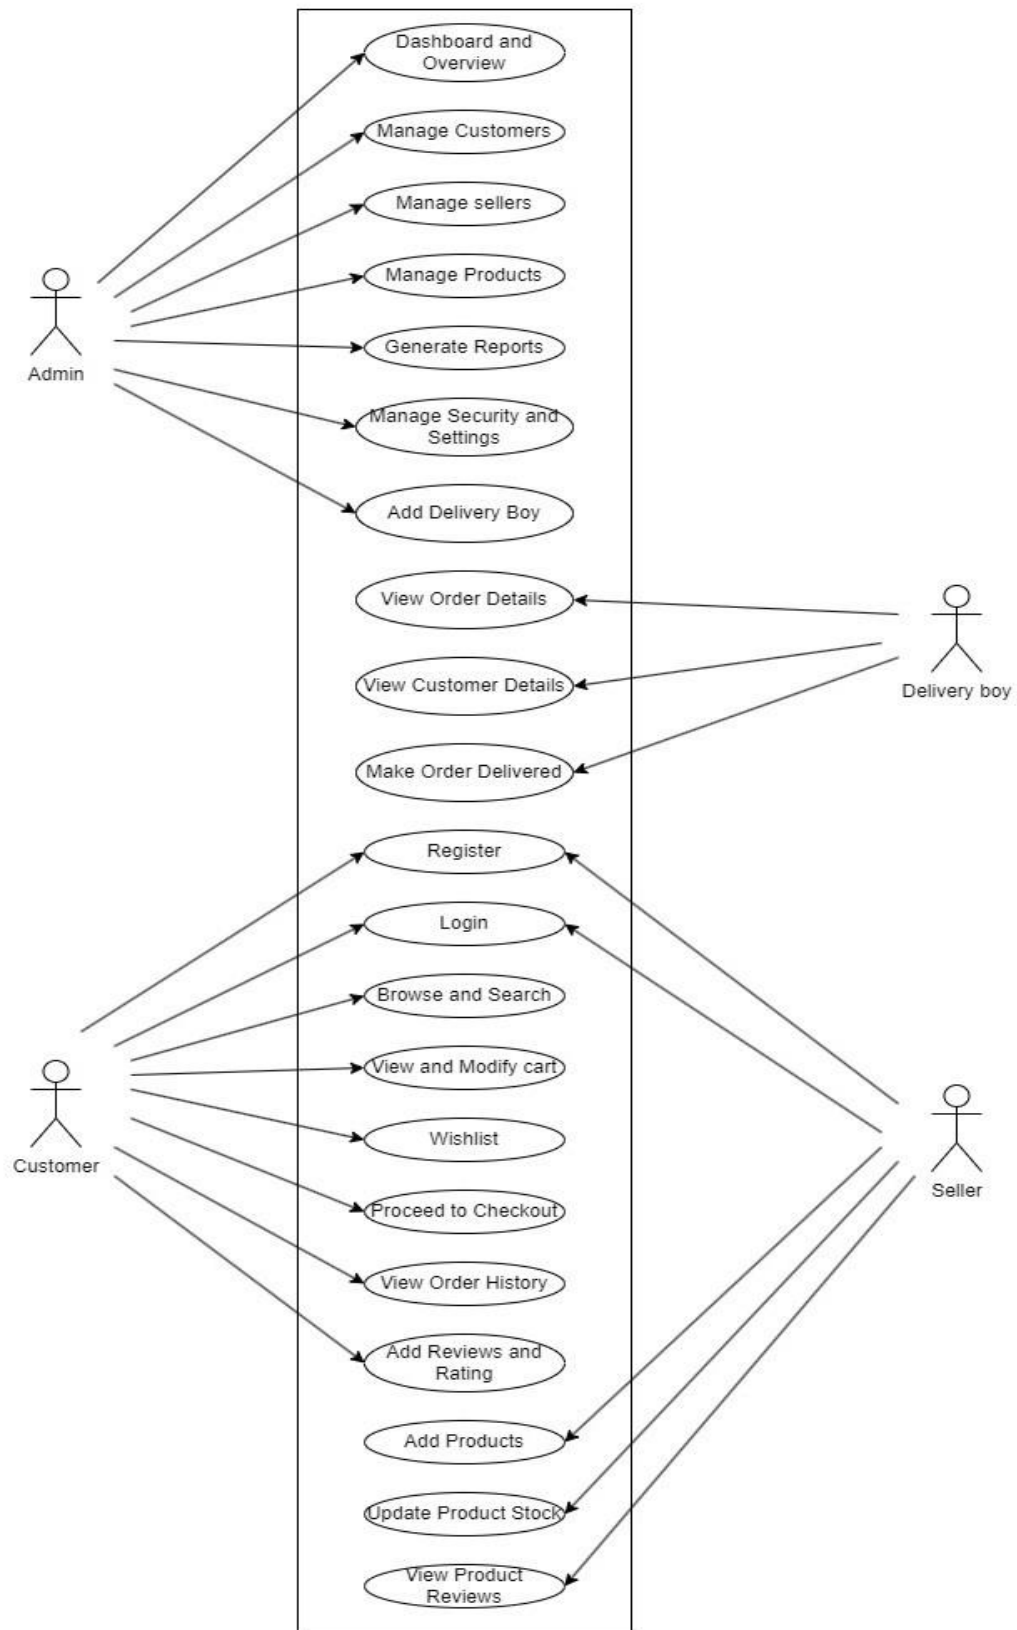 Dashboard and
Overview
Manage Customers
Manage sellers
Manage Products
Generate Reports
Admin
Manage Security and
Settings
Add Delivery Boy
View Order Details
View Customer Details
Delivery boy
Make Order Delivered
Register
Login
Browse and Search
View and Modify cart
Wishlist
Customer
Seller
Proceed to Checkout
View Order History
Add Reviews and
Rating
Add Products
Update Product Stock
View Product
Reviews